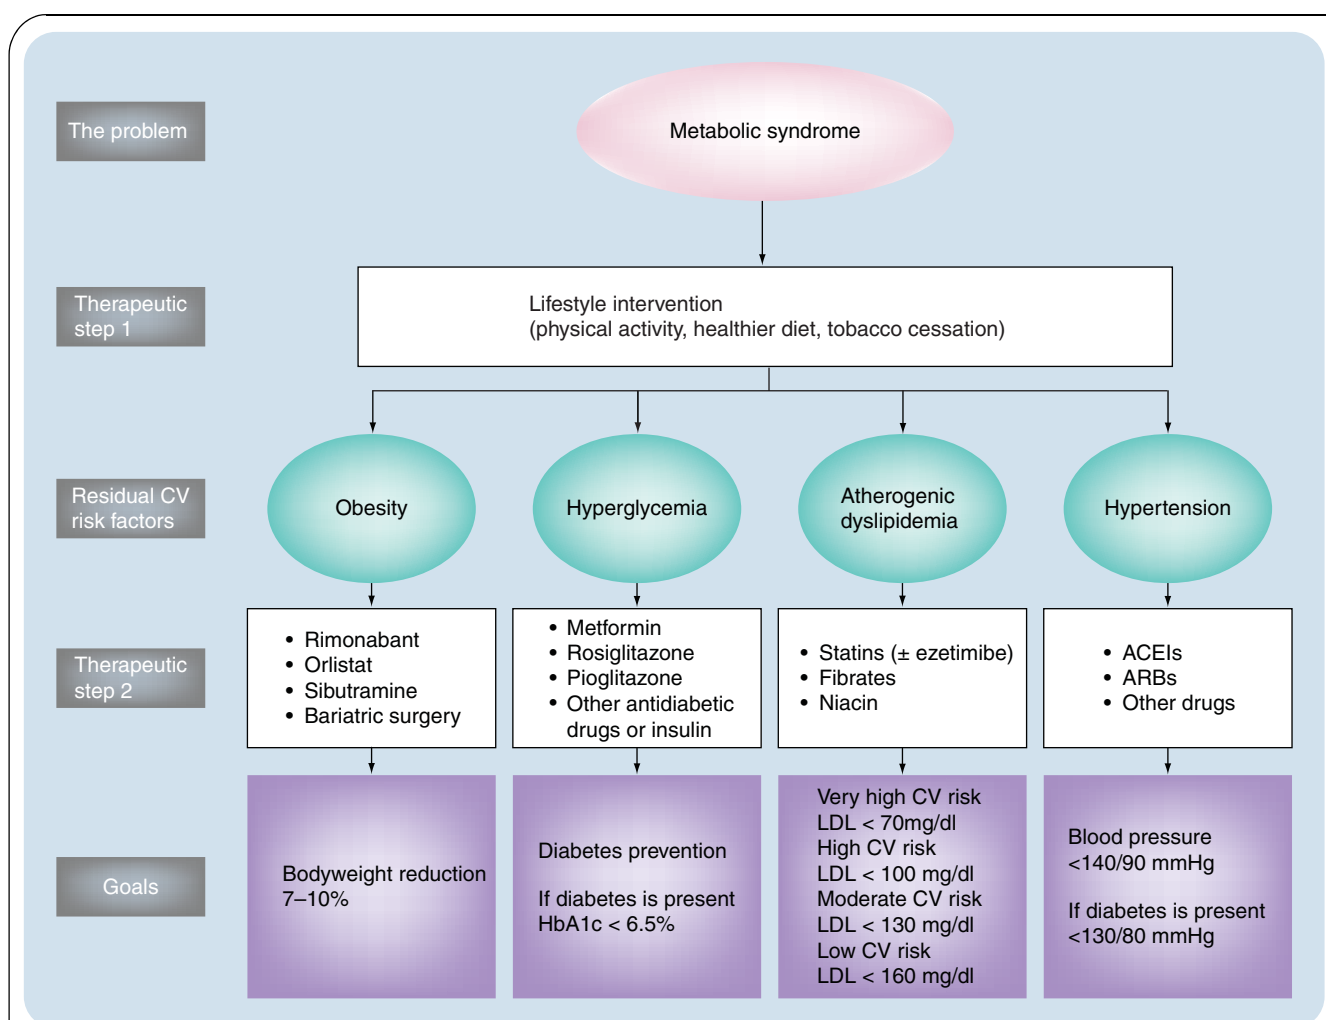 The problem
Metabolic syndrome
Therapeutic
step 1
Lifestyle intervention
(physical activity, healthier diet, tobacco cessation)
Residual CV
risk factors
Obesity
Hyperglycemia
Atherogenic
dyslipidemia
Hypertension
Therapeutic
step 2
• Rimonabant
• Orlistat
• Sibutramine
• Bariatric surgery
• Metformin
• Rosiglitazone
• Pioglitazone
• Other antidiabetic
drugs or insulin
• Statins (± ezetimibe)
• Fibrates
• Niacin
• ACEIs
• ARBs
• Other drugs
Goals
Bodyweight reduction
7–10%
Diabetes prevention
If diabetes is present
HbA1c < 6.5%
Very high CV risk
LDL < 70mg/dl
High CV risk
LDL < 100 mg/dl
Moderate CV risk
LDL < 130 mg/dl
Low CV risk
LDL < 160 mg/dl
Blood pressure
<140/90 mmHg
If diabetes is present
<130/80 mmHg